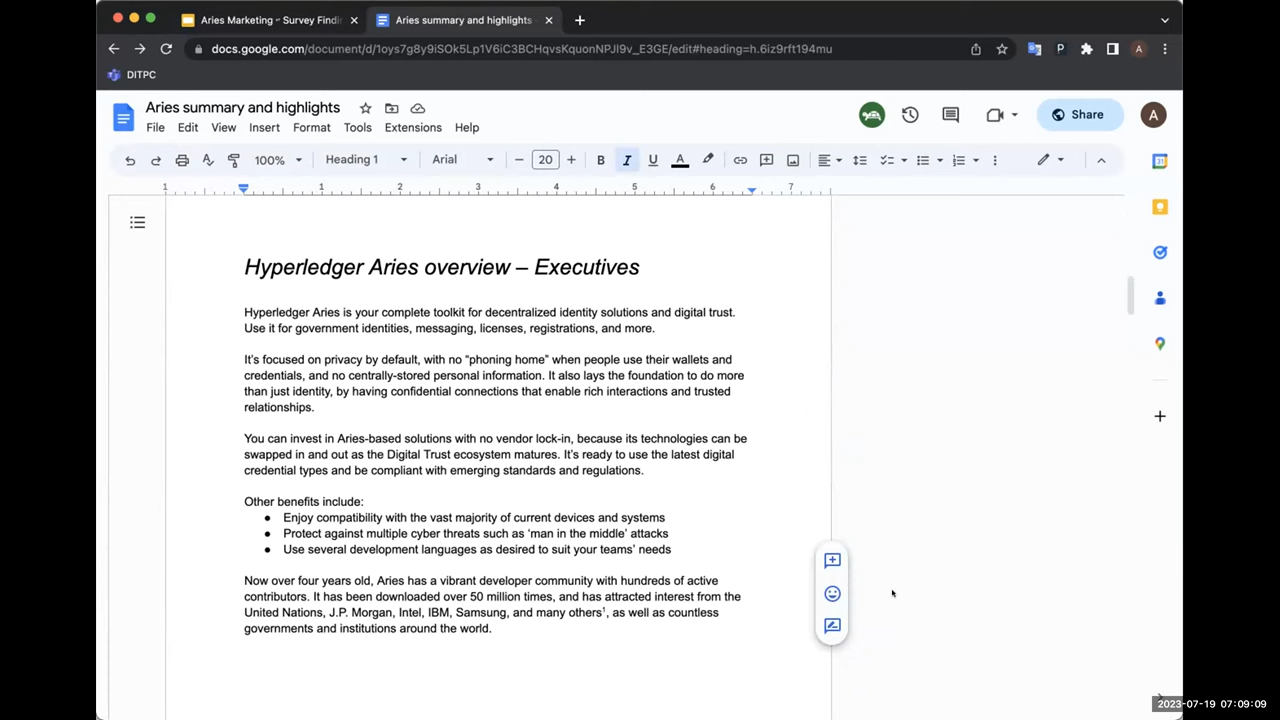 Aries Marketing – Survey Findi
Aries summary and highlights
docs.google.com/document/d/1oys7g8y9iSOk5Lp1V6iC3BCHqvsKquonNPJl9v_E3GE/edit#heading=h.6iz9rft194mu
P
A
DITPC
Aries summary and highlights
File Edit View Insert Format Tools Extensions Help
Share
A
100% Heading 1 Arial 20 B I U A
1 1 2 3 4 5 6 7
31
Hyperledger Aries overview – Executives
Hyperledger Aries is your complete toolkit for decentralized identity solutions and digital trust.
Use it for government identities, messaging, licenses, registrations, and more.
It’s focused on privacy by default, with no “phoning home” when people use their wallets and
credentials, and no centrally-stored personal information. It also lays the foundation to do more
than just identity, by having confidential connections that enable rich interactions and trusted
relationships.
You can invest in Aries-based solutions with no vendor lock-in, because its technologies can be
swapped in and out as the Digital Trust ecosystem matures. It’s ready to use the latest digital
credential types and be compliant with emerging standards and regulations.
Other benefits include:
● Enjoy compatibility with the vast majority of current devices and systems
● Protect against multiple cyber threats such as ‘man in the middle’ attacks
● Use several development languages as desired to suit your teams’ needs
Now over four years old, Aries has a vibrant developer community with hundreds of active
contributors. It has been downloaded over 50 million times, and has attracted interest from the
United Nations, J.P. Morgan, Intel, IBM, Samsung, and many others¹, as well as countless
governments and institutions around the world.
2023-07-19 07:09:09